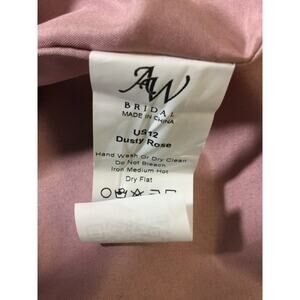 AW
BRIDAL
MADE IN CHINA
US12
Dusty Rose
Hand Wash Or Dry Clean
Do Not Bleach
Iron Medium Hot
Dry Flat